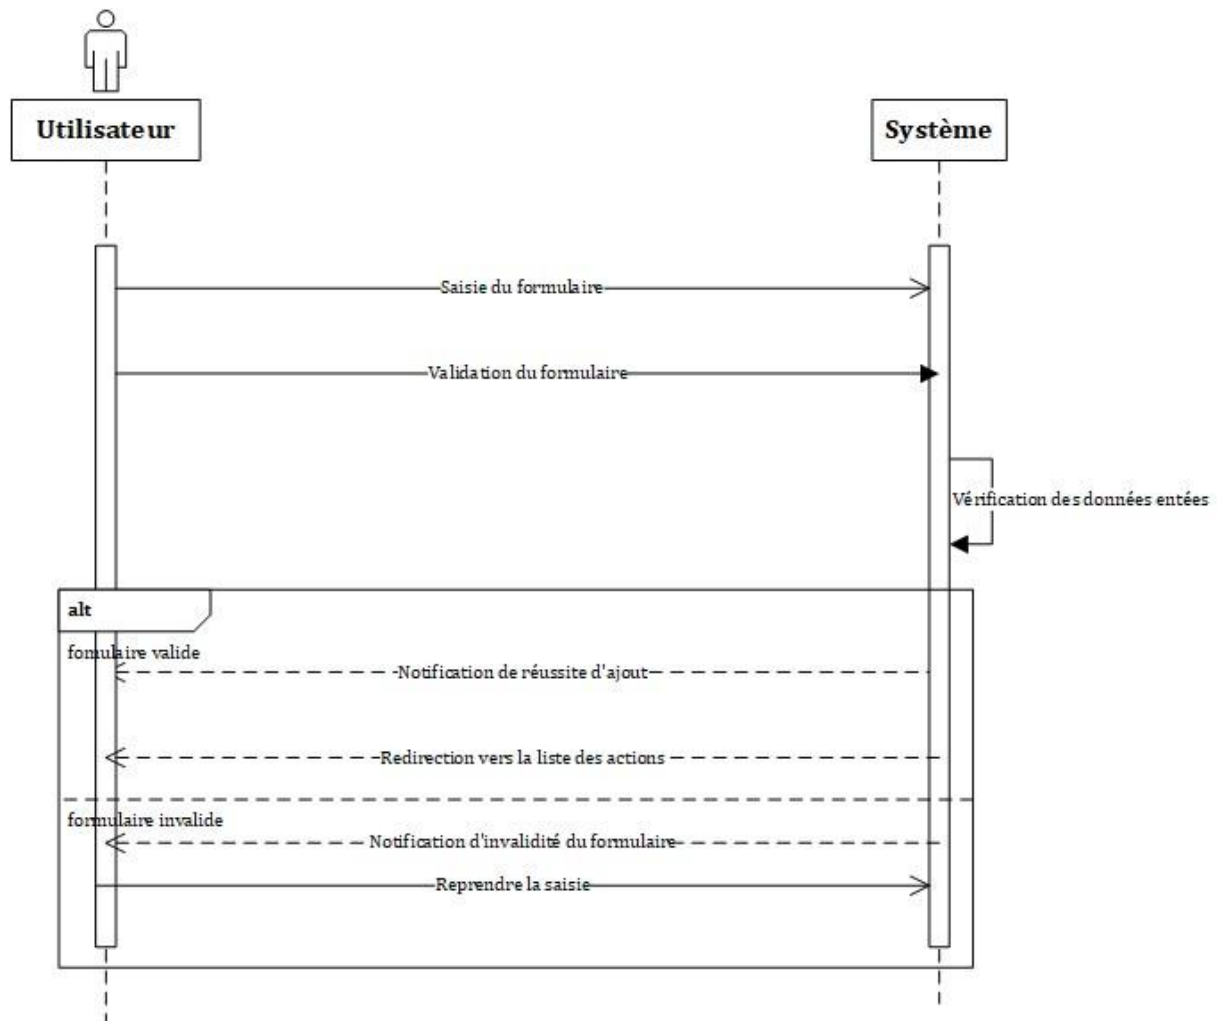 Utilisateur
Système
Saisie du formulaire
Validation du formulaire
Vérification des données entées
alt
fomulaire valide
Notification de réussite d'ajout
Redirection vers la liste des actions
formulaire invalide
Notification d'invalidité du formulaire
Reprendre la saisie